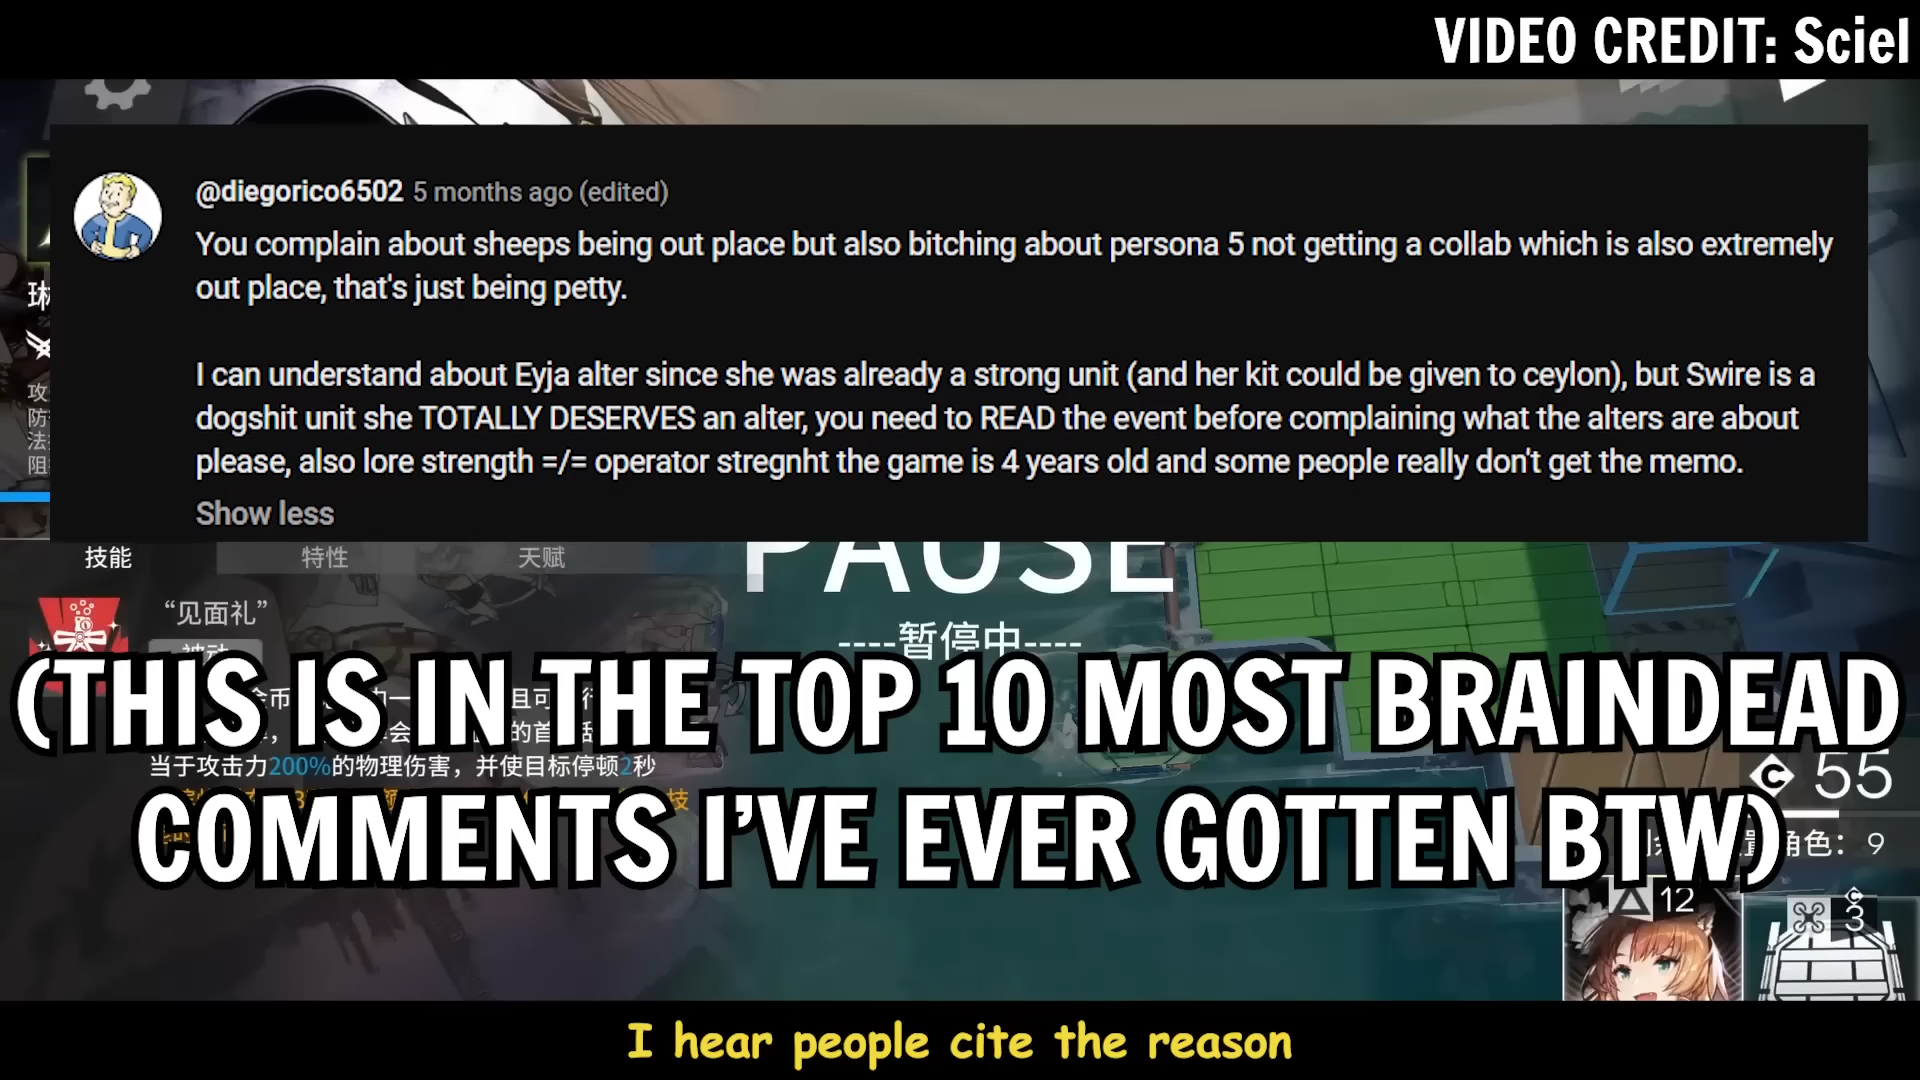 VIDEO CREDIT: Sciel
@diegorico6502 5 months ago (edited)
You complain about sheeps being out place but also bitching about persona 5 not getting a collab which is also extremely
out place, that's just being petty.
I can understand about Eyja alter since she was already a strong unit (and her kit could be given to ceylon), but Swire is a
dogshit unit she TOTALLY DESERVES an alter, you need to READ the event before complaining what the alters are about
please, also lore strength =/= operator stregnht the game is 4 years old and some people really don't get the memo.
Show less
琳
攻
防
法
阻
PAUSE
----暂停中----
技能 特性 天赋
“见面礼”
(THIS IS IN THE TOP 10 MOST BRAINDEAD
COMMENTS I’VE EVER GOTTEN BTW)
当于攻击力200%的物理伤害，并使目标停顿2秒
55
角色：9
12
3
I hear people cite the reason